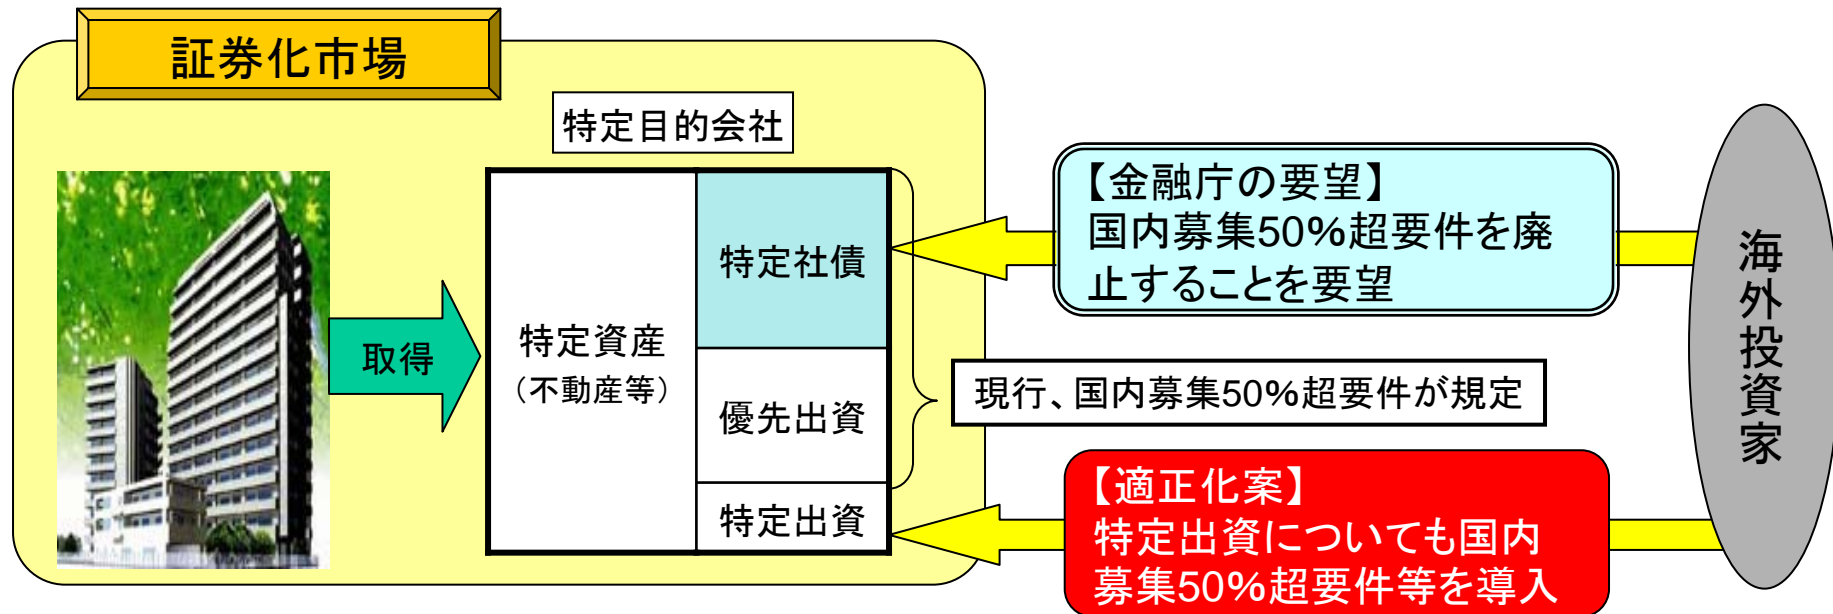 証券化市場
特定目的会社
取得
特定資産
（不動産等）
特定社債
優先出資
特定出資
【金融庁の要望】
国内募集50%超要件を廃
止することを要望
現行、国内募集50%超要件が規定
【適正化案】
特定出資についても国内
募集50%超要件等を導入
海外投資家